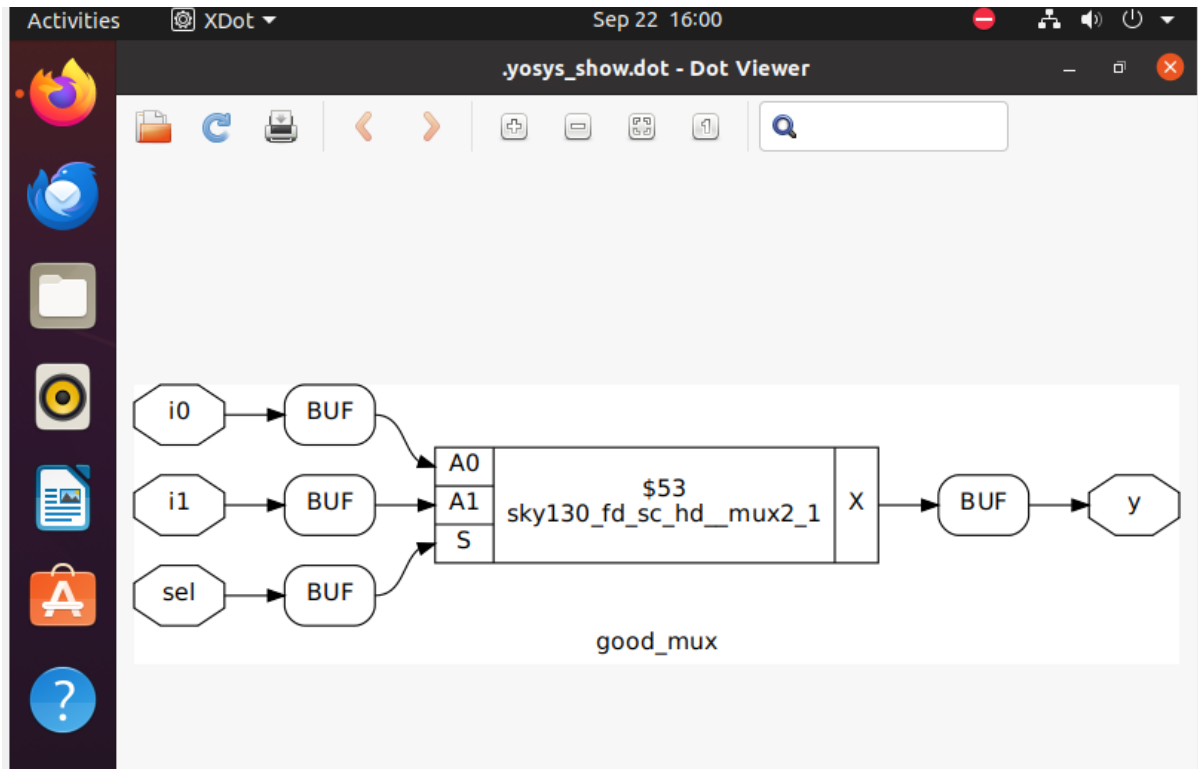 Activities XDot Sep 22 16:00
.yosys_show.dot - Dot Viewer
1
i0 BUF
A0
i1 BUF A1 $53 X BUF y
sky130_fd_sc_hd__mux2_1
S
sel BUF
good_mux
?